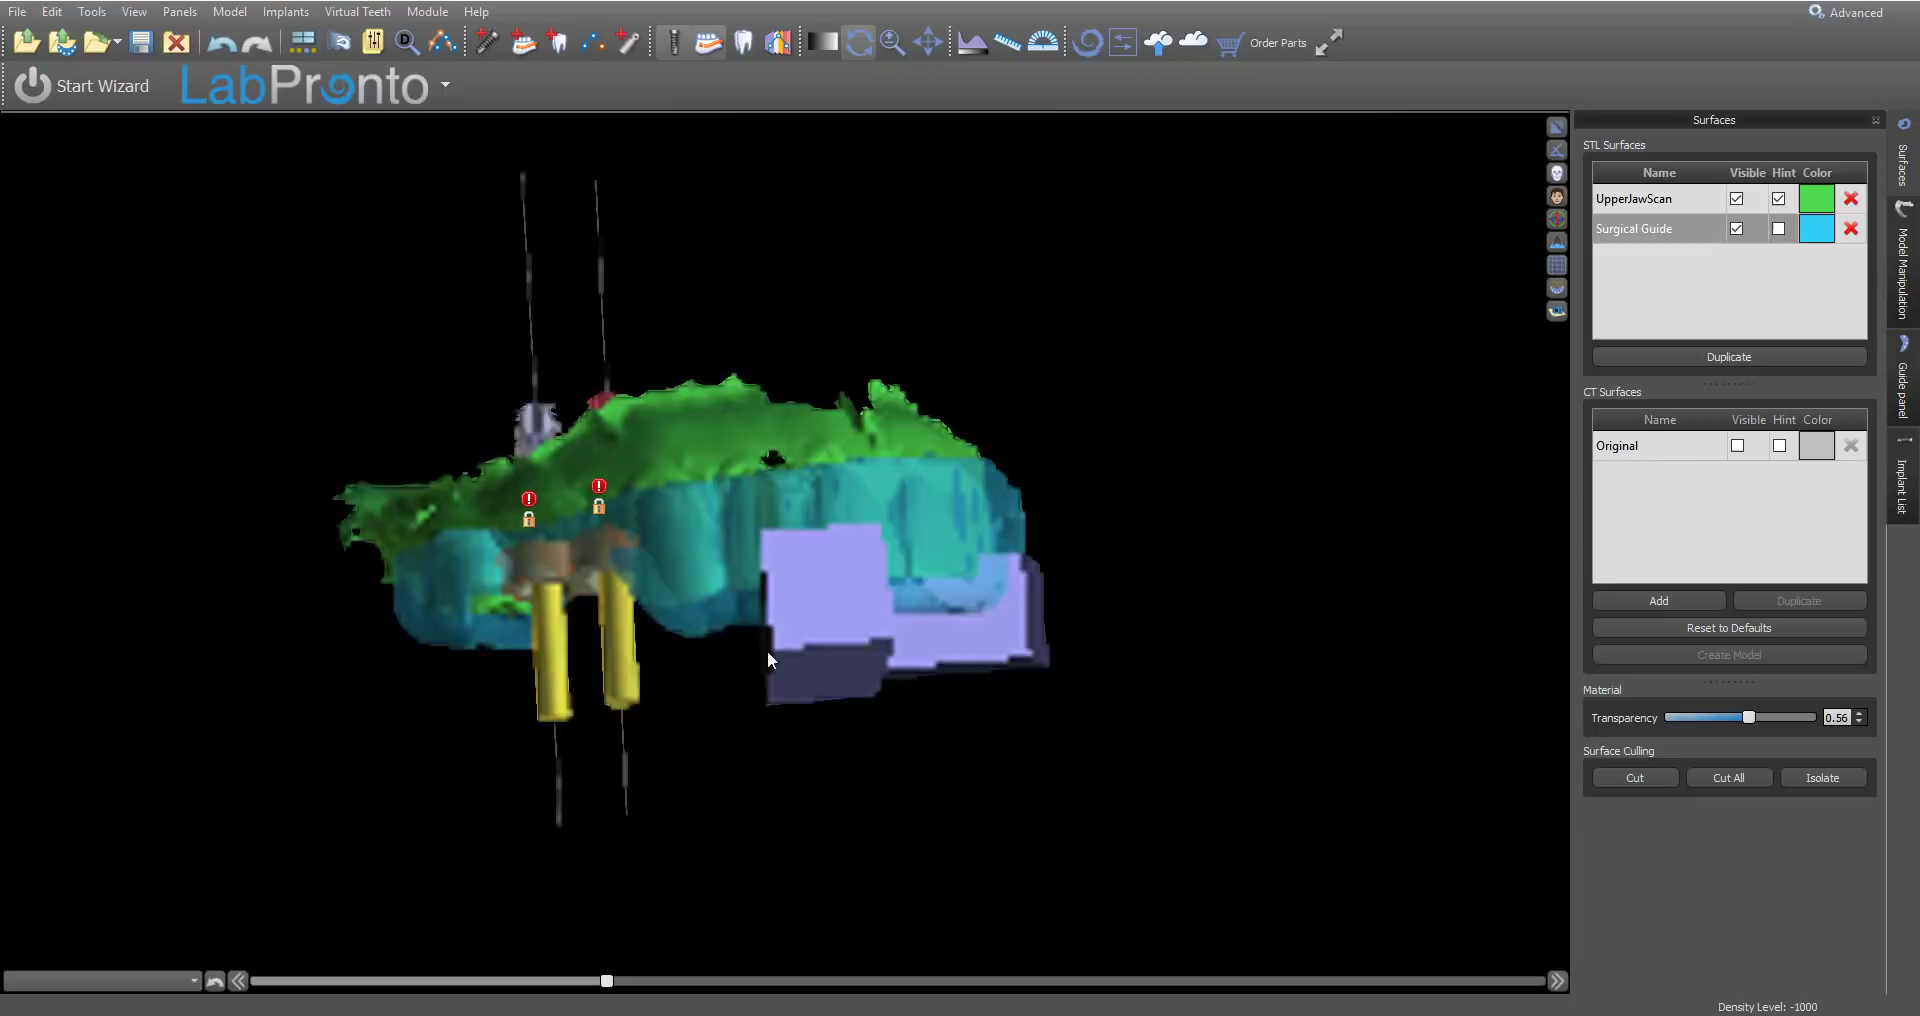 File Edit Tools View Panels Model Implants Virtual Teeth Module Help
Advanced
D
Order Parts
Start Wizard
LabPronto
Surfaces
STL Surfaces
Name Visible Hint Color
UpperJawScan
Surgical Guide
Duplicate
CT Surfaces
Name Visible Hint Color
Original
Add Duplicate
Reset to Defaults
Create Model
Material
Transparency 0.56
Surface Culling
Cut Cut All Isolate
Surfaces
Model Manipulation
Guide panel
Implant List
Density Level: -1000